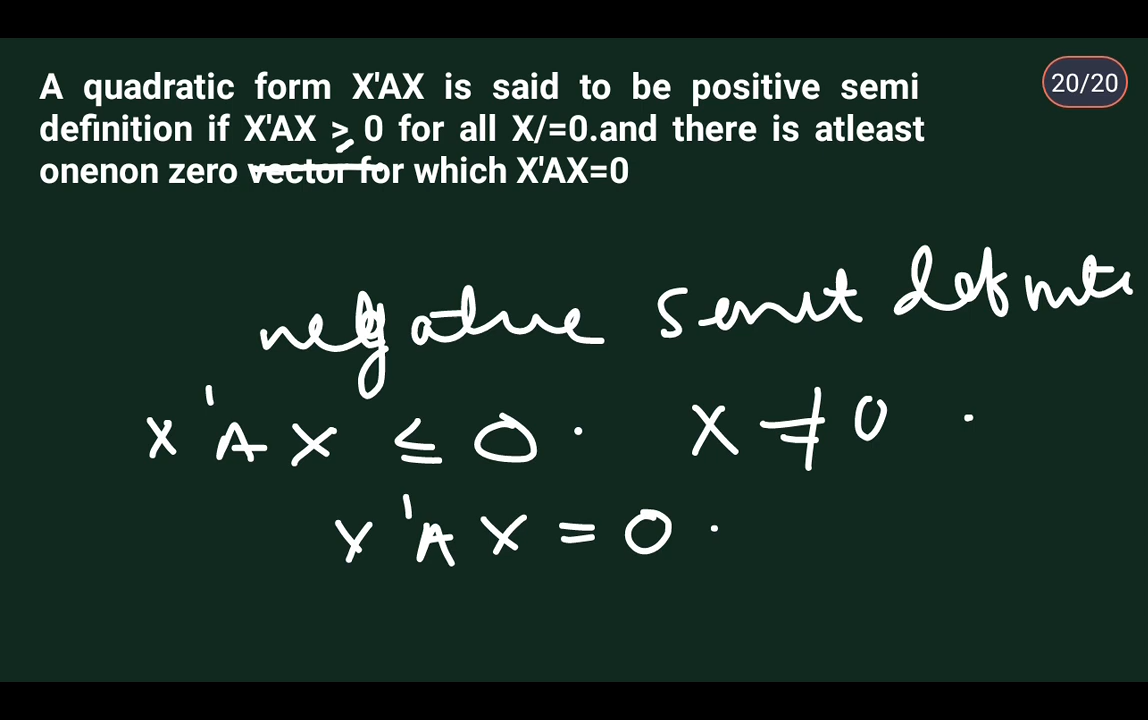 A quadratic form X'AX is said to be positive semi
20/20
definition if X'AX ≥ 0 for all X/=0.and there is atleast
onenon zero vector for which X'AX=0
negative semi definite
X'AX ≤ 0. X ≠ 0.
X'AX = 0.